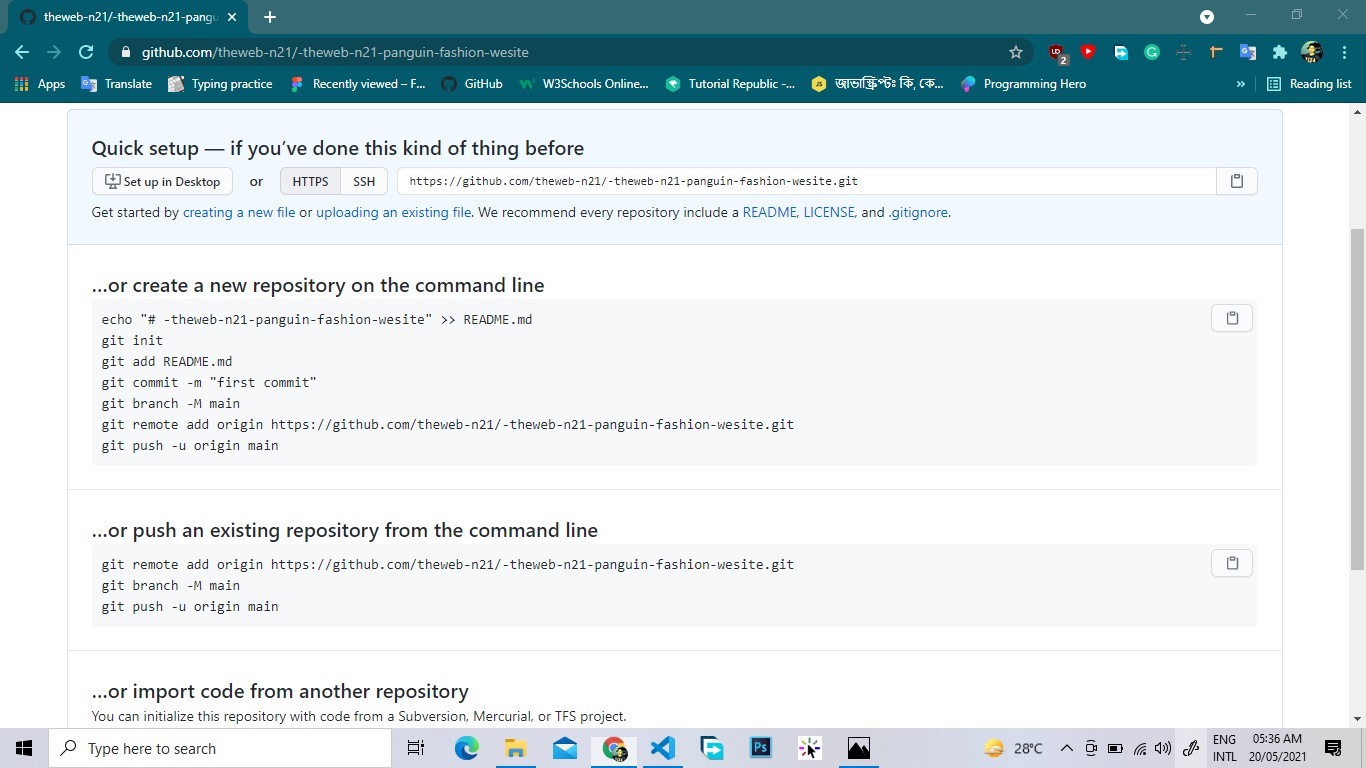 theweb-n21/-theweb-n21-pangu
github.com/theweb-n21/-theweb-n21-panguin-fashion-wesite
2
Apps Translate Typing practice Recently viewed – F... GitHub W3Schools Online... Tutorial Republic -... JS জাভাস্ক্রিপ্টঃ কি, কে... Programming Hero » Reading list
Quick setup — if you’ve done this kind of thing before
Set up in Desktop or HTTPS SSH https://github.com/theweb-n21/-theweb-n21-panguin-fashion-wesite.git
Get started by creating a new file or uploading an existing file. We recommend every repository include a README, LICENSE, and .gitignore.
…or create a new repository on the command line
echo "# -theweb-n21-panguin-fashion-wesite" >> README.md
git init
git add README.md
git commit -m "first commit"
git branch -M main
git remote add origin https://github.com/theweb-n21/-theweb-n21-panguin-fashion-wesite.git
git push -u origin main
…or push an existing repository from the command line
git remote add origin https://github.com/theweb-n21/-theweb-n21-panguin-fashion-wesite.git
git branch -M main
git push -u origin main
…or import code from another repository
You can initialize this repository with code from a Subversion, Mercurial, or TFS project.
Type here to search Ps 28°C ENG 05:36 AM
INTL 20/05/2021